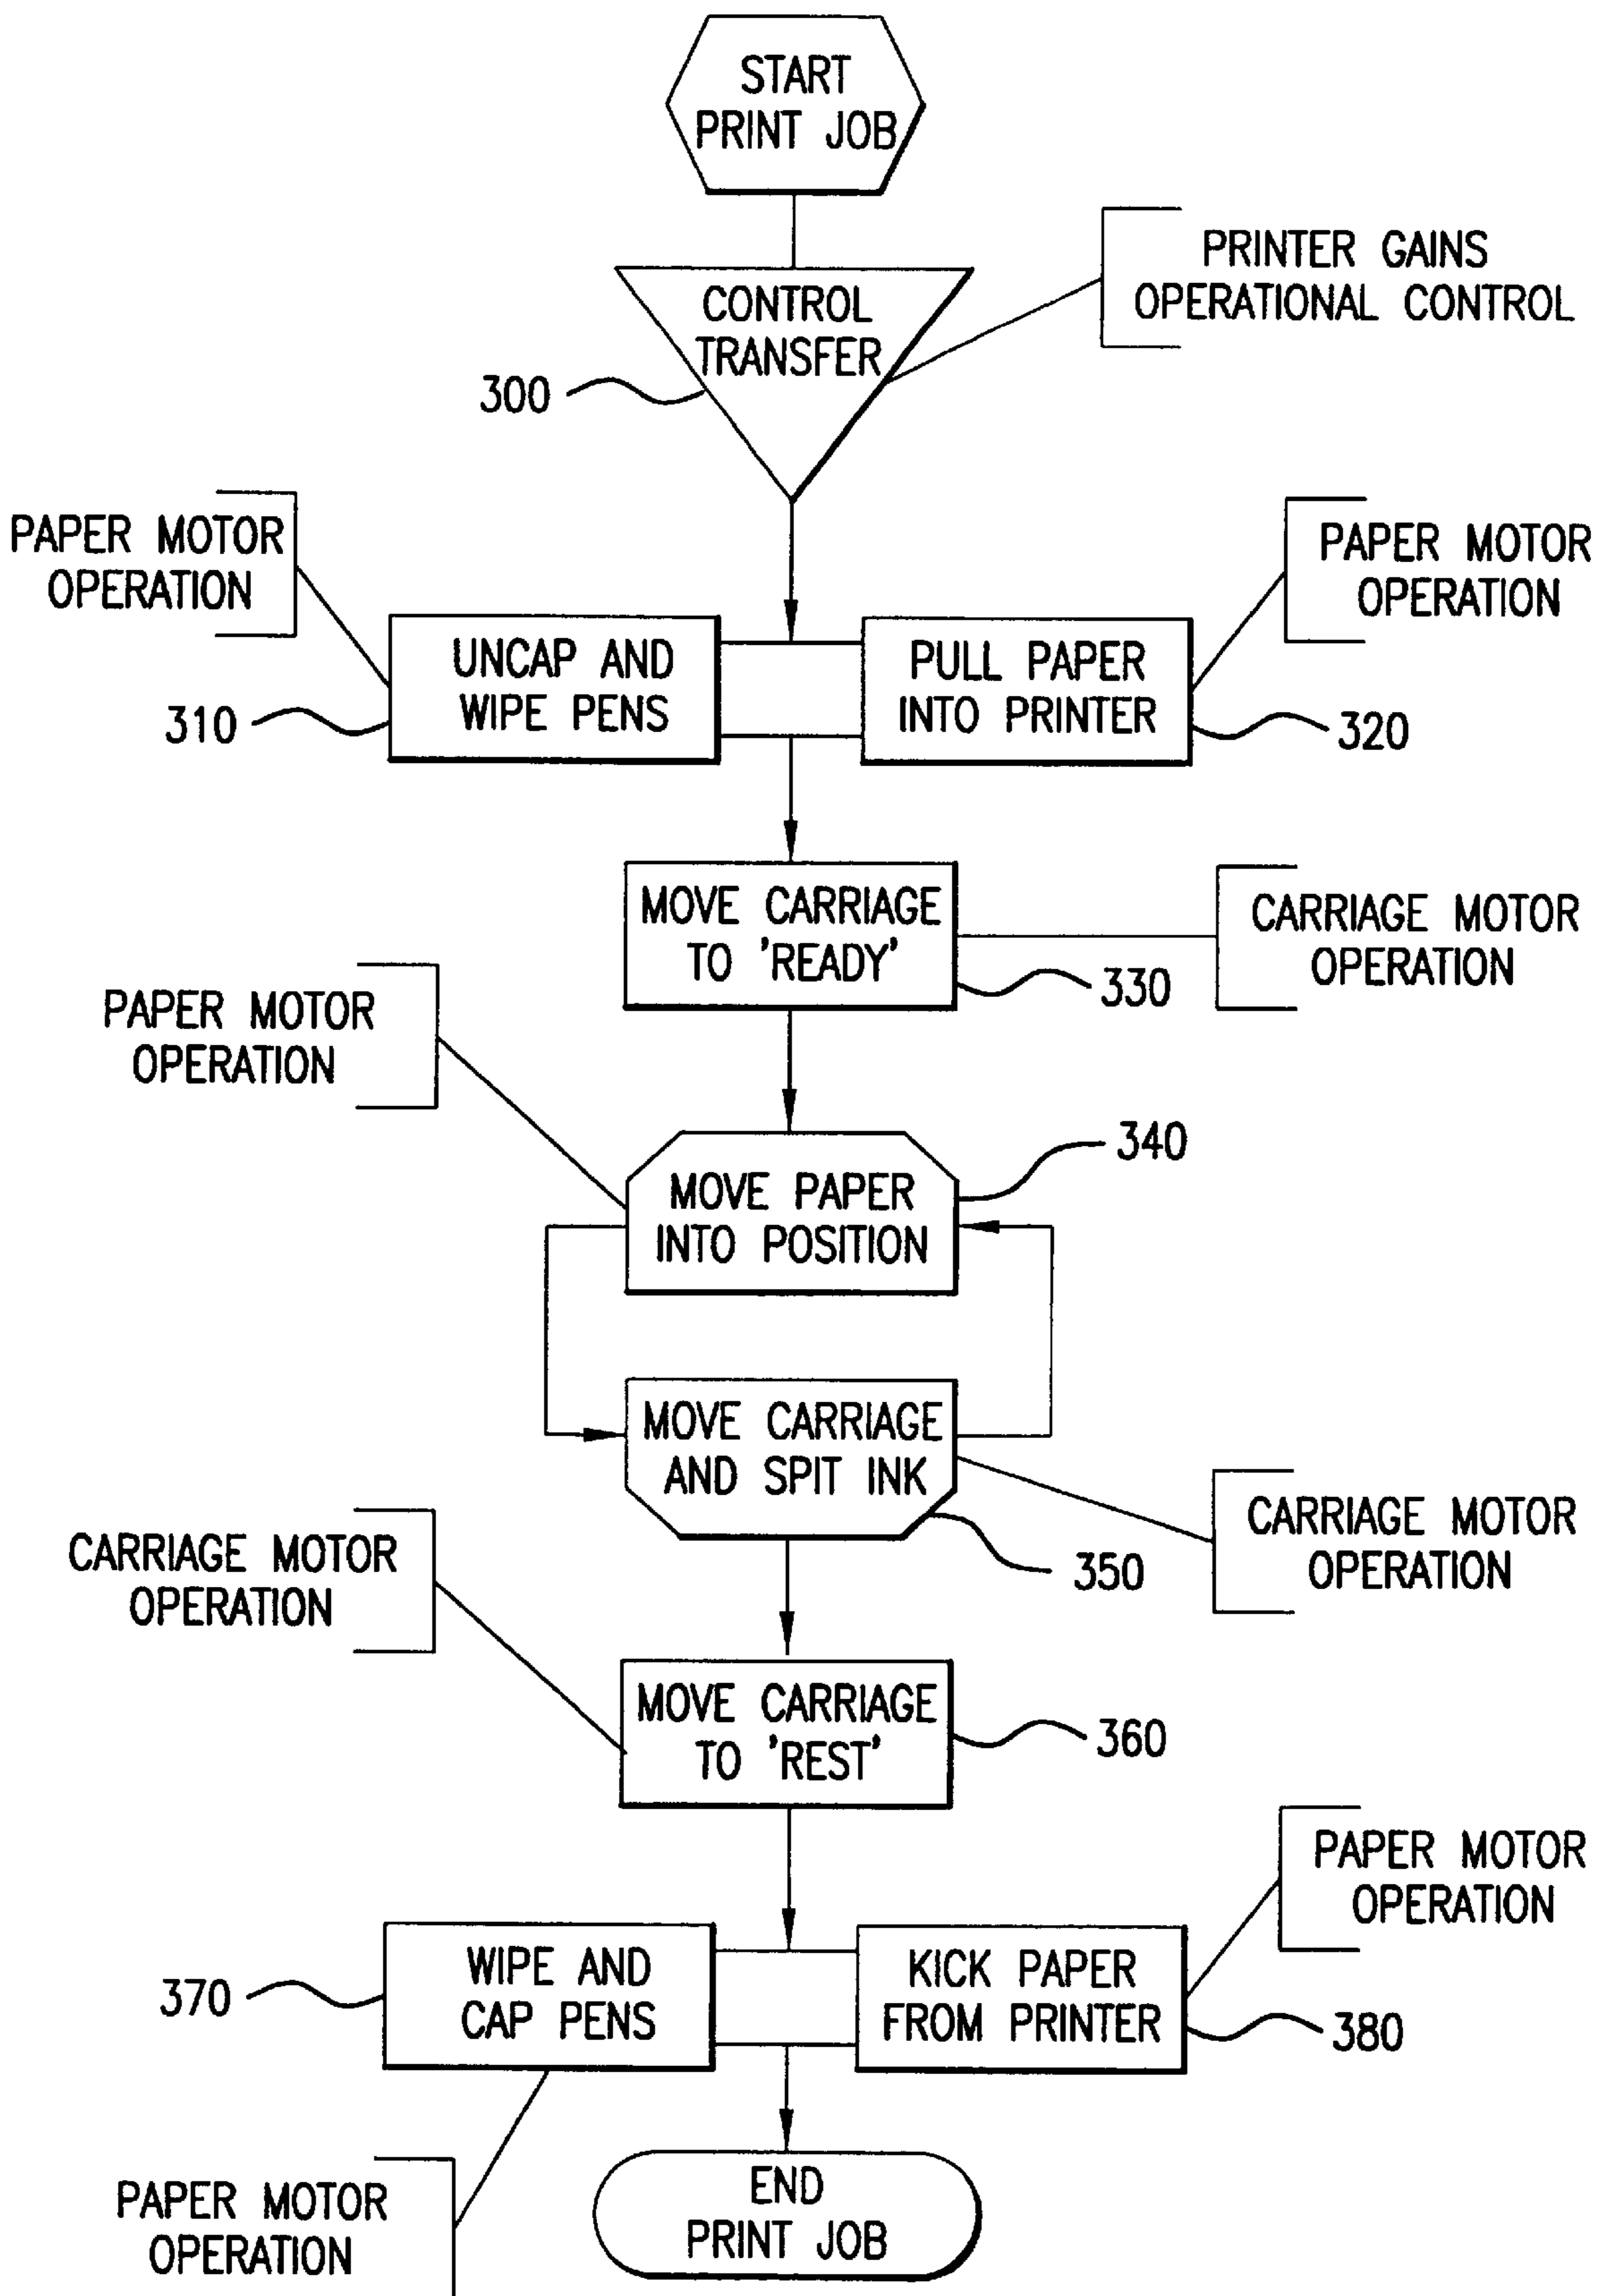 START
PRINT JOB
PRINTER GAINS
OPERATIONAL CONTROL
CONTROL
TRANSFER
300
PAPER MOTOR
OPERATION
PAPER MOTOR
OPERATION
UNCAP AND
WIPE PENS
PULL PAPER
INTO PRINTER
310
320
MOVE CARRIAGE
TO 'READY'
CARRIAGE MOTOR
OPERATION
330
PAPER MOTOR
OPERATION
340
MOVE PAPER
INTO POSITION
MOVE CARRIAGE
AND SPIT INK
CARRIAGE MOTOR
OPERATION
350
CARRIAGE MOTOR
OPERATION
MOVE CARRIAGE
TO 'REST'
360
PAPER MOTOR
OPERATION
WIPE AND
CAP PENS
KICK PAPER
FROM PRINTER
370
380
END
PRINT JOB
PAPER MOTOR
OPERATION